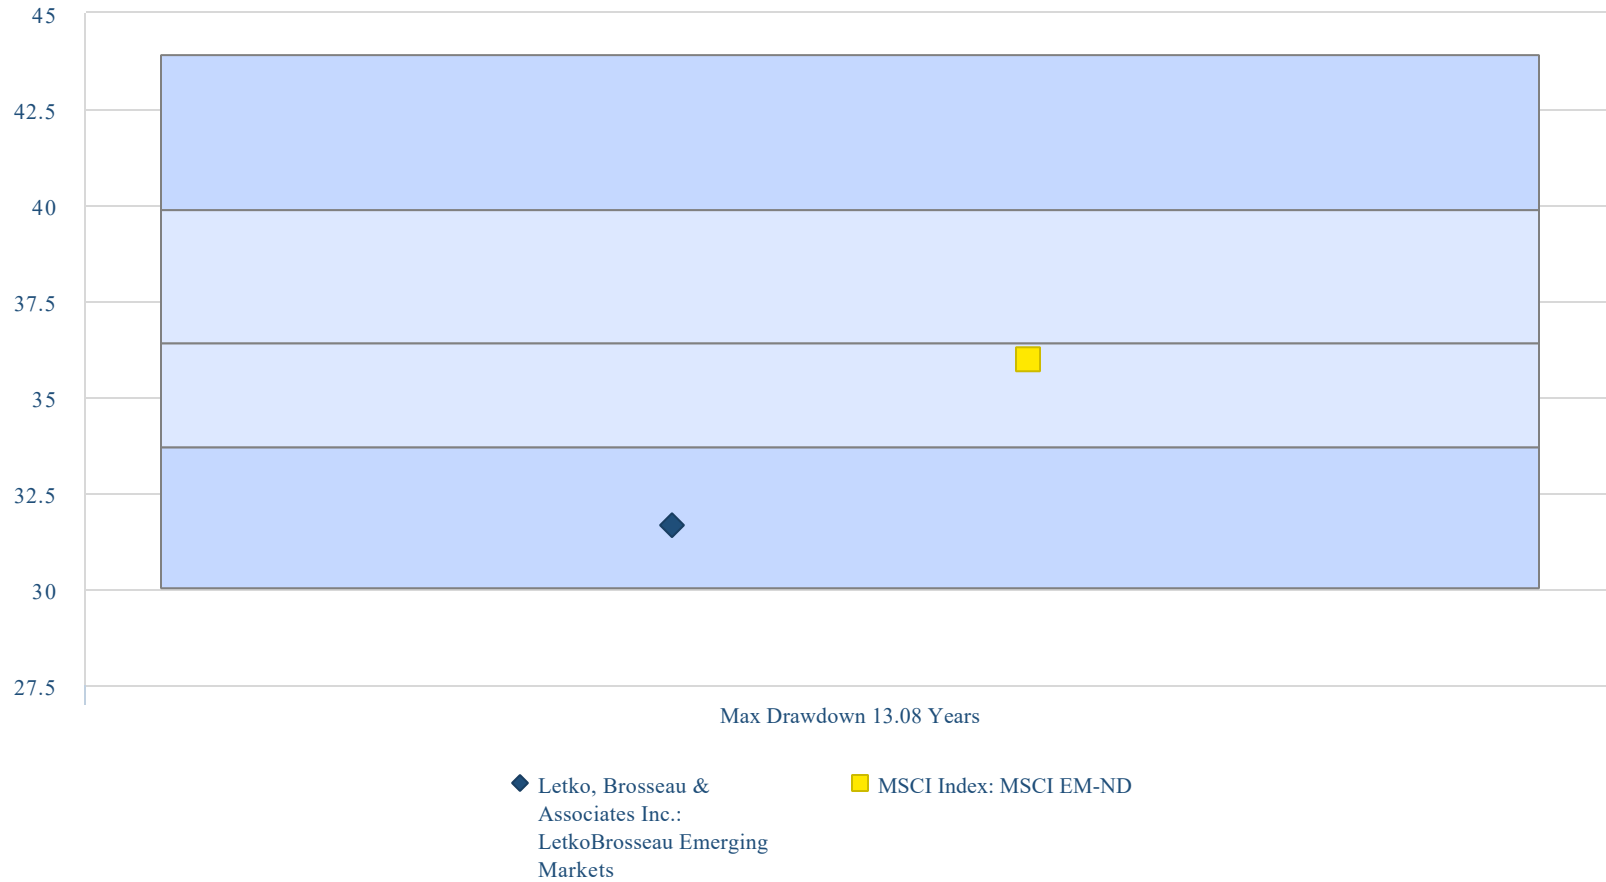 45
42.5
40
37.5
35
32.5
30
27.5
Max Drawdown 13.08 Years
Letko, Brosseau &
Associates Inc.:
LetkoBrosseau Emerging
Markets
MSCI Index: MSCI EM-ND